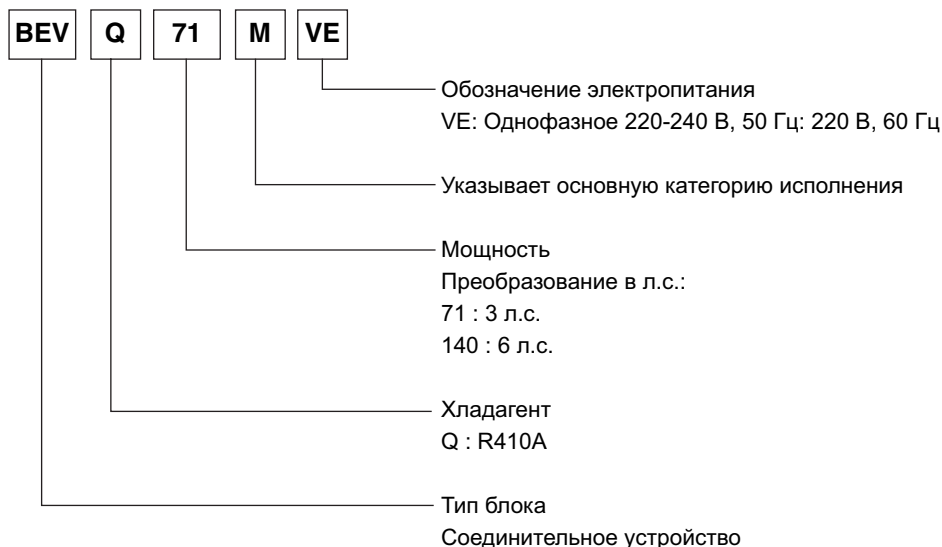 BEV Q 71 M VE
Обозначение электропитания
VE: Однофазное 220-240 В, 50 Гц: 220 В, 60 Гц
Указывает основную категорию исполнения
Мощность
Преобразование в л.с.:
71 : 3 л.с.
140 : 6 л.с.
Хладагент
Q : R410A
Тип блока
Соединительное устройство